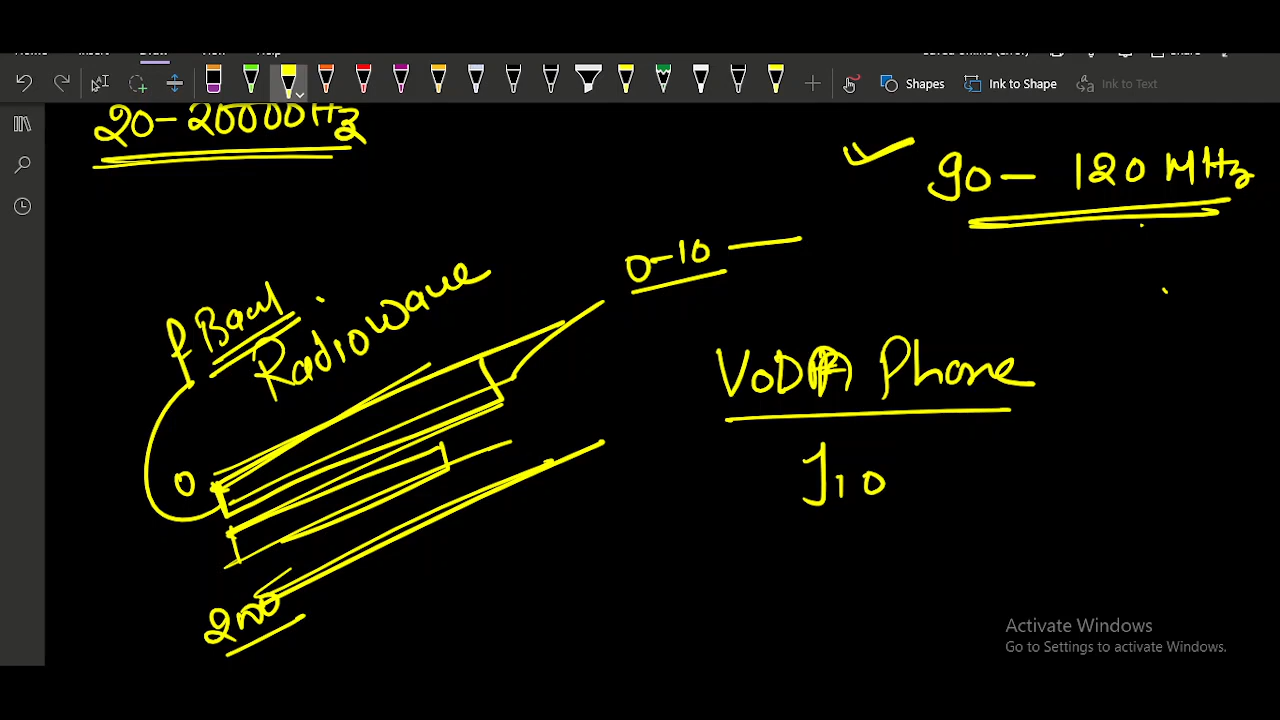 Shapes
Ink to Shape
Ink to Text
20-20000Hz
90 - 120 MHz
0-10
f Band
Radiowave
0
VODA Phone
Jio
Activate Windows
Go to Settings to activate Windows.